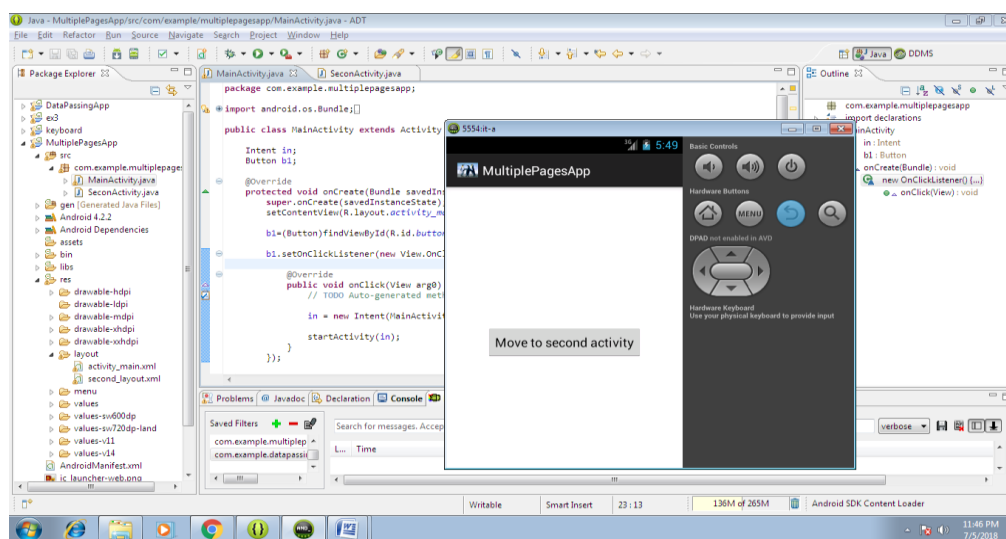 Java - MultiplePagesApp/src/com/example/multiplepagesapp/MainActivity.java - ADT
File Edit Refactor Run Source Navigate Search Project Window Help
Java DDMS
Package Explorer
DataPassingApp
ex3
keyboard
MultiplePagesApp
src
com.example.multiplepages
MainActivity.java
SeconActivity.java
gen [Generated Java Files]
Android 4.2.2
Android Dependencies
assets
bin
libs
res
drawable-hdpi
drawable-ldpi
drawable-mdpi
drawable-xhdpi
drawable-xxhdpi
layout
activity_main.xml
second_layout.xml
menu
values
values-sw600dp
values-sw720dp-land
values-v11
values-v14
AndroidManifest.xml
ic_launcher-web.png
MainActivity.java SeconActivity.java
package com.example.multiplepagesapp;
import android.os.Bundle;
public class MainActivity extends Activity
Intent in;
Button b1;
@Override
protected void onCreate(Bundle savedIns
super.onCreate(savedInstanceState)
setContentView(R.layout.activity_m
b1=(Button)findViewById(R.id.button
b1.setOnClickListener(new View.OnCl
@Override
public void onClick(View arg0)
// TODO Auto-generated meth
in = new Intent(MainActivit
startActivity(in);
}
});
5554:it-a
3G 5:49
MultiplePagesApp
Move to second activity
Basic Controls
Hardware Buttons
MENU
DPAD not enabled in AVD
Hardware Keyboard
Use your physical keyboard to provide input
Outline
com.example.multiplepagesapp
import declarations
inActivity
in : Intent
b1 : Button
onCreate(Bundle) : void
new OnClickListener() {...}
onClick(View) : void
Problems @ Javadoc Declaration Console
Saved Filters
com.example.multiplep
com.example.datapassi
Search for messages. Accep
verbose
L... Time
Writable Smart Insert 23 : 13 136M of 265M Android SDK Content Loader
11:46 PM
7/5/2018